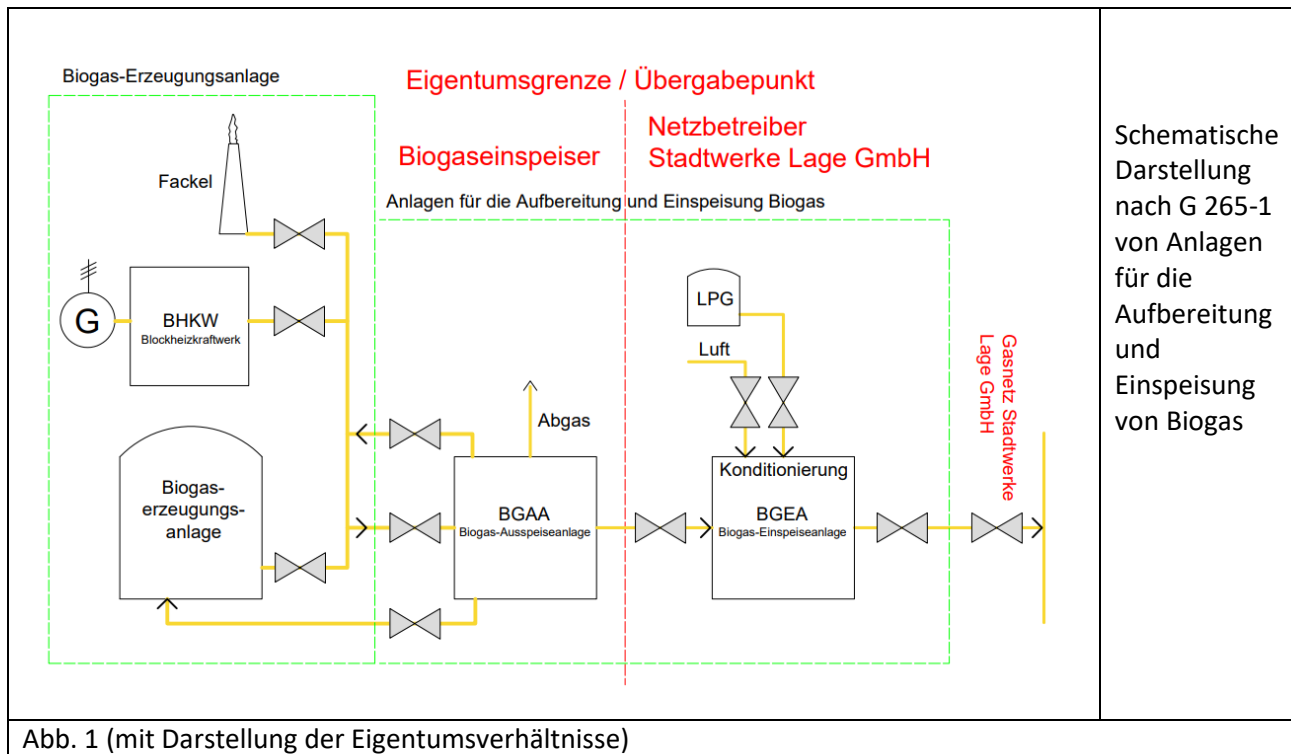 Biogas-Erzeugungsanlage
Eigentumsgrenze / Übergabepunkt
Biogaseinspeiser
Netzbetreiber
Stadtwerke Lage GmbH
Anlagen für die Aufbereitung und Einspeisung Biogas
Fackel
G
BHKW
Blockheizkraftwerk
LPG
Luft
Abgas
Biogas-
erzeugungs-
anlage
BGAA
Biogas-Ausspeiseanlage
Konditionierung
BGEA
Biogas-Einspeiseanlage
Gasnetz Stadtwerke
Lage GmbH
Schematische
Darstellung
nach G 265-1
von Anlagen
für die
Aufbereitung
und
Einspeisung
von Biogas
Abb. 1 (mit Darstellung der Eigentumsverhältnisse)